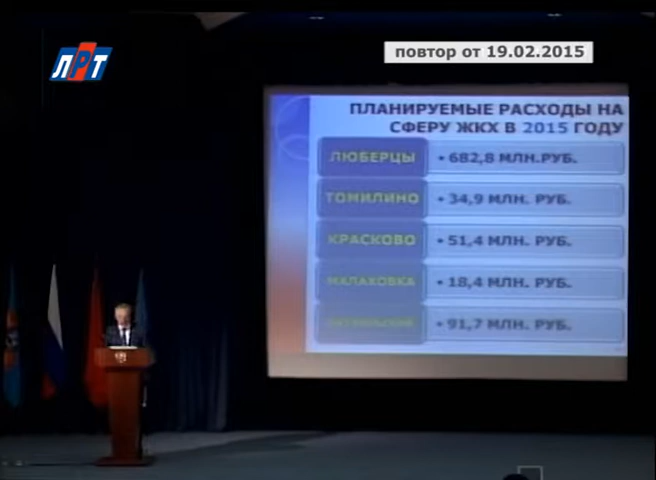 ЛРТ
повтор от 19.02.2015
ПЛАНИРУЕМЫЕ РАСХОДЫ НА
СФЕРУ ЖКХ В 2015 ГОДУ
ЛЮБЕРЦЫ • 682,8 МЛН.РУБ.
ТОМИЛИНО • 34,9 МЛН. РУБ.
КРАСКОВО • 51,4 МЛН. РУБ.
МАЛАХОВКА • 18,4 МЛН. РУБ.
• 91,7 МЛН. РУБ.